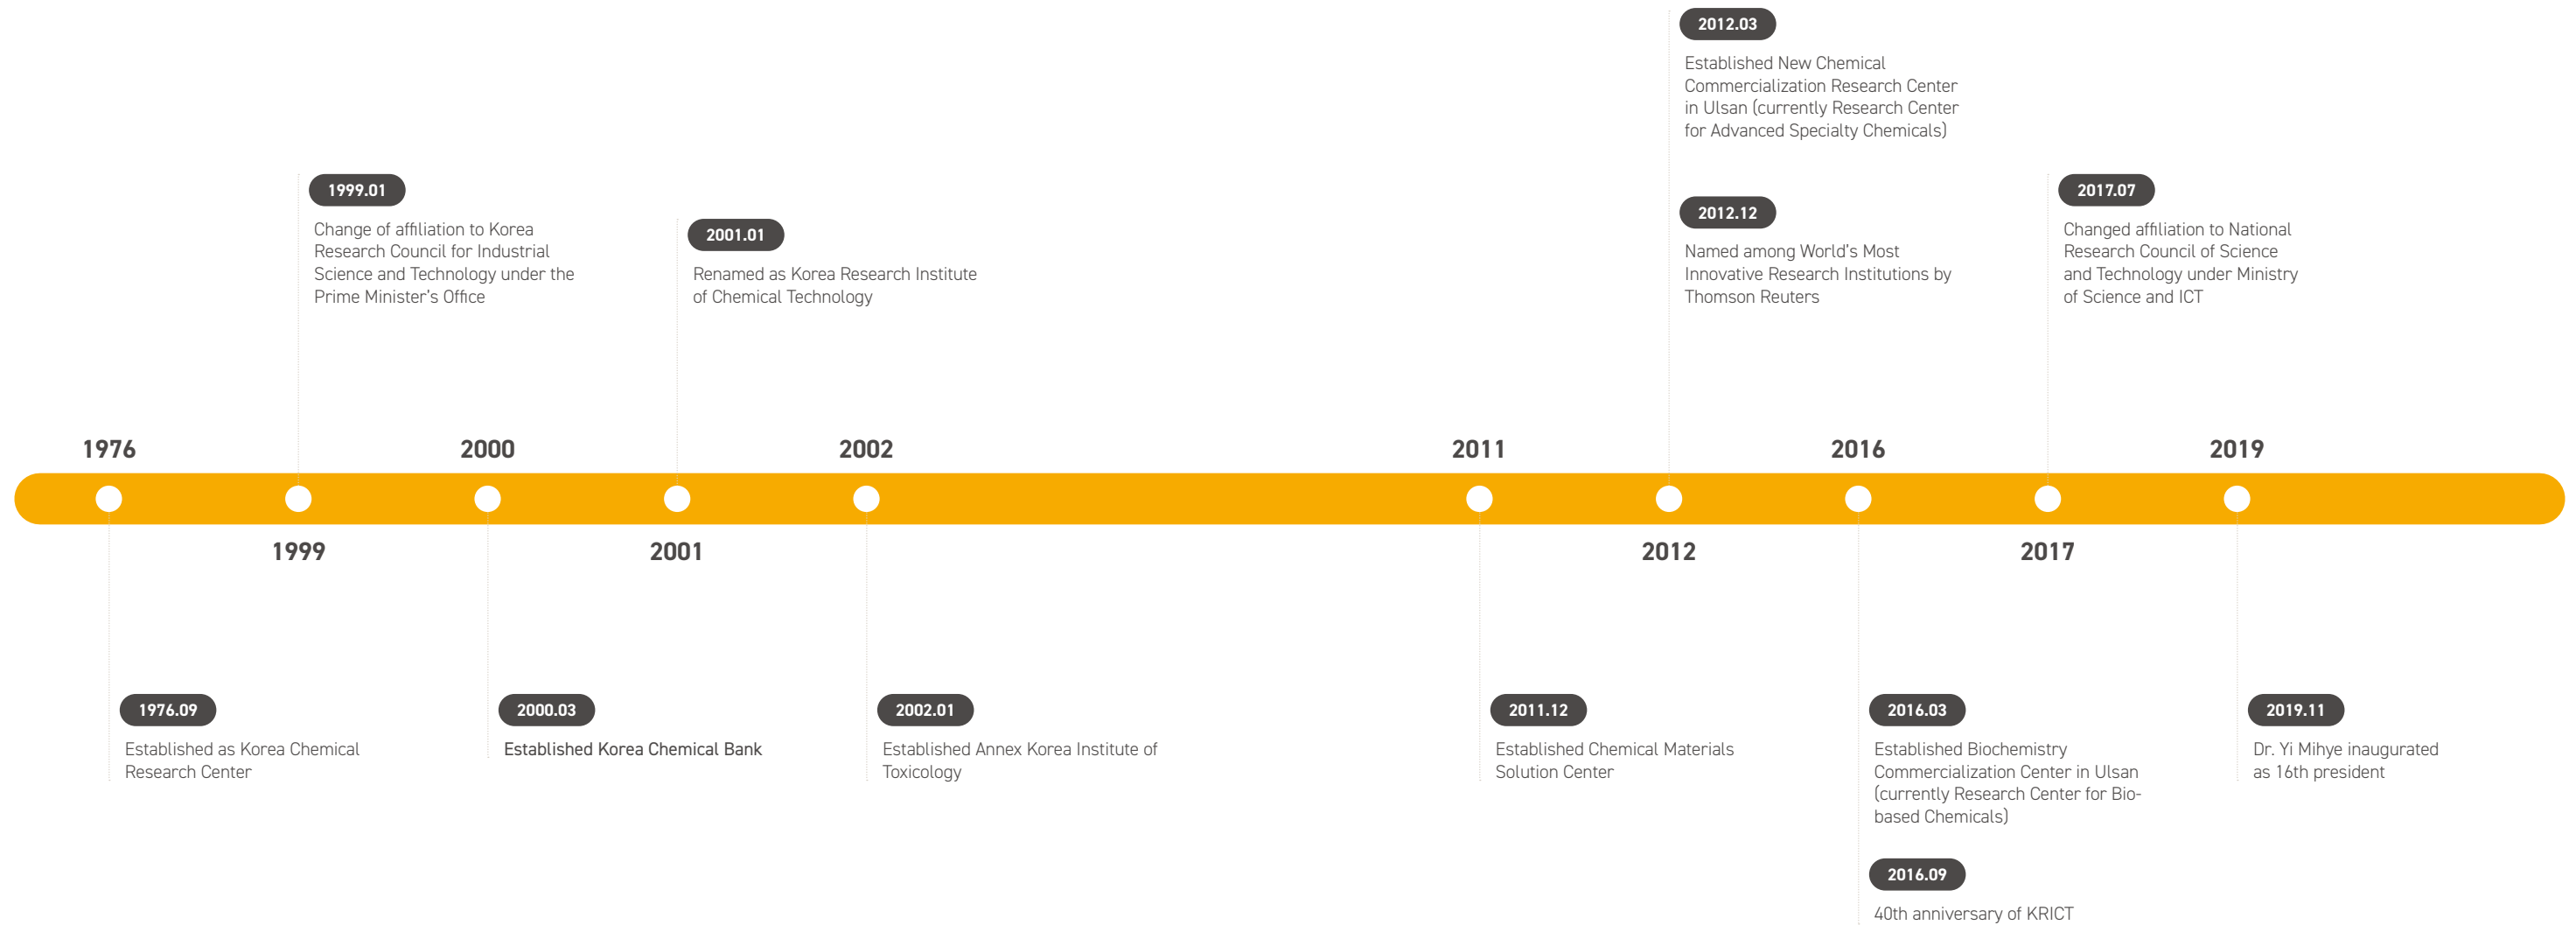 2012.03
Established New Chemical
Commercialization Research Center
in Ulsan (currently Research Center
for Advanced Specialty Chemicals)
1999.01
Change of affiliation to Korea
Research Council for Industrial
Science and Technology under the
Prime Minister's Office
2001.01
Renamed as Korea Research Institute
of Chemical Technology
2012.12
Named among World's Most
Innovative Research Institutions by
Thomson Reuters
2017.07
Changed affiliation to National
Research Council of Science
and Technology under Ministry
of Science and ICT
1976
2000
2002
2011
2016
2019
1999
2001
2012
2017
1976.09
Established as Korea Chemical
Research Center
2000.03
Established Korea Chemical Bank
2002.01
Established Annex Korea Institute of
Toxicology
2011.12
Established Chemical Materials
Solution Center
2016.03
Established Biochemistry
Commercialization Center in Ulsan
(currently Research Center for Bio-
based Chemicals)
2016.09
40th anniversary of KRICT
2019.11
Dr. Yi Mihye inaugurated
as 16th president